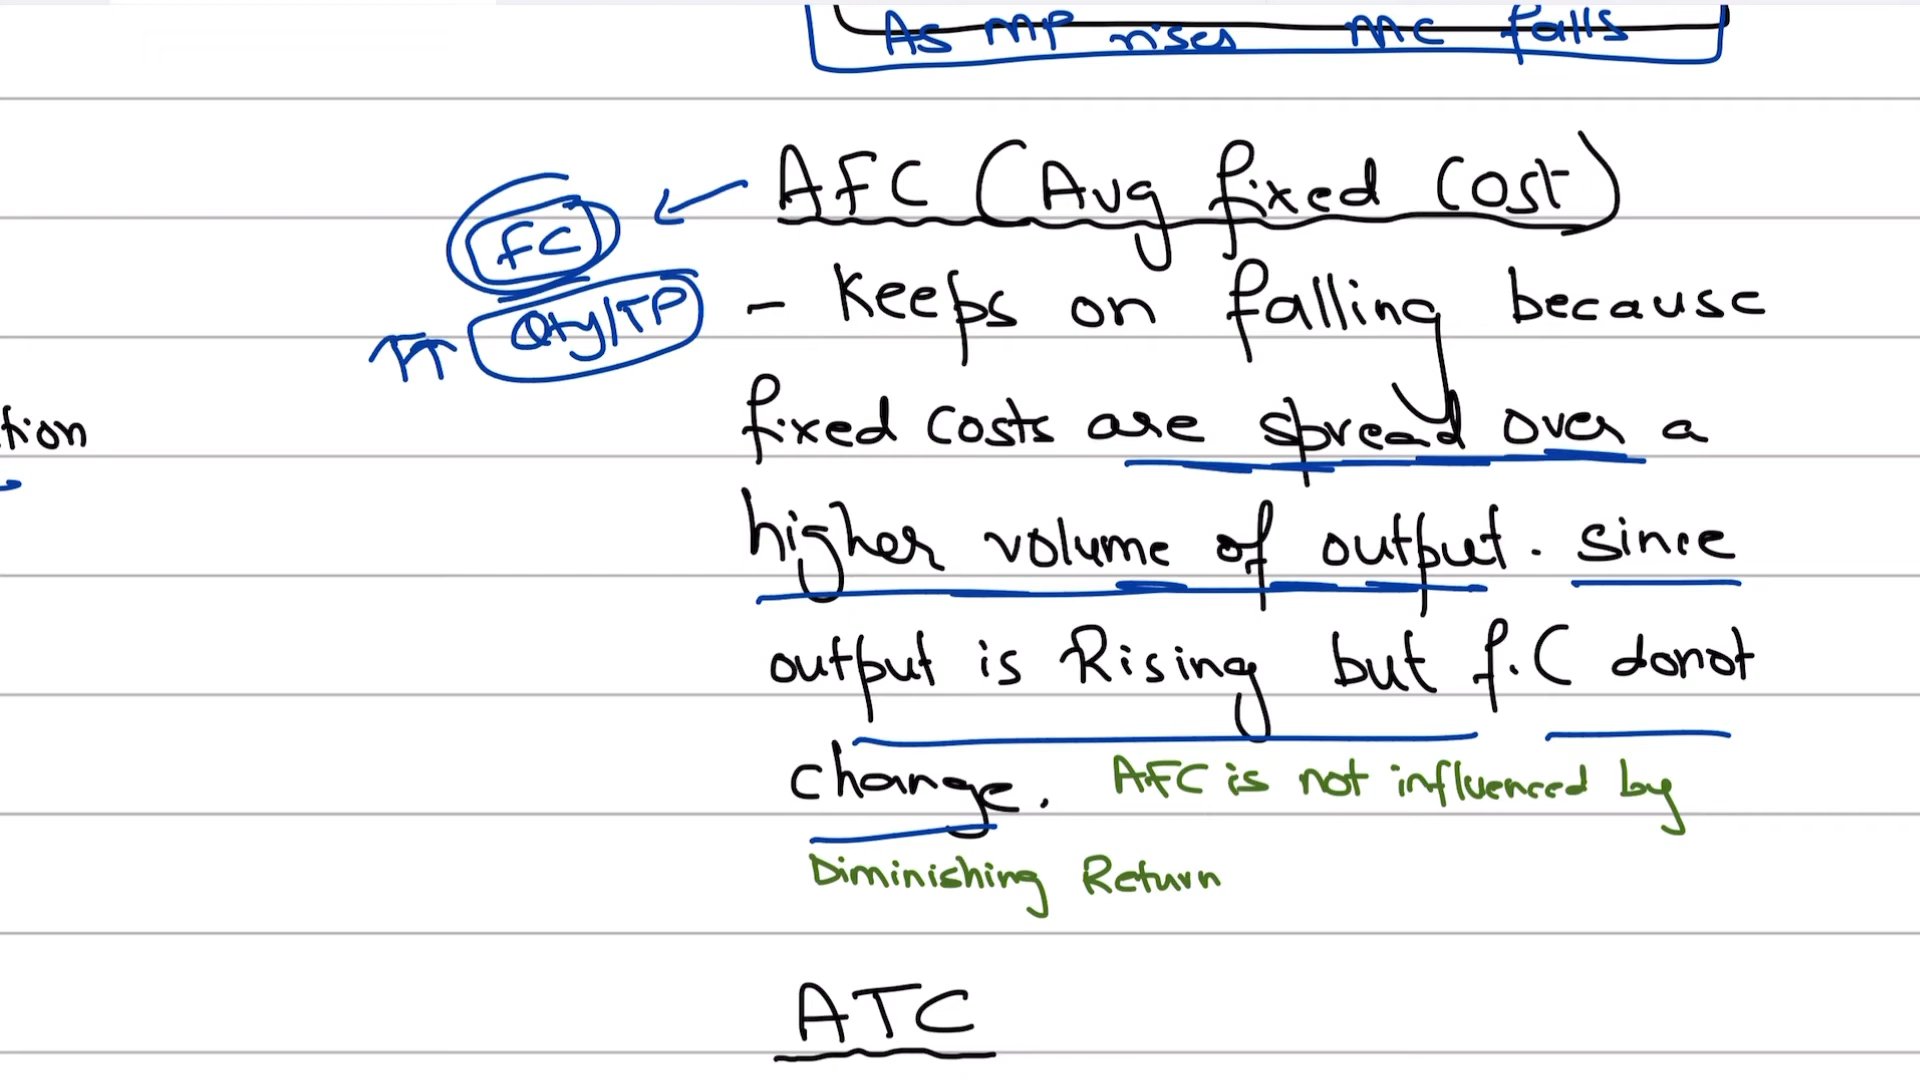 As MP rises MC falls
AFC (Avg fixed Cost)
FC
Qty/TP
- Keeps on falling because
fixed costs are spread over a
tion
higher volume of output. since
output is Rising but f.C donot
change. AFC is not influenced by
Diminishing Return
ATC